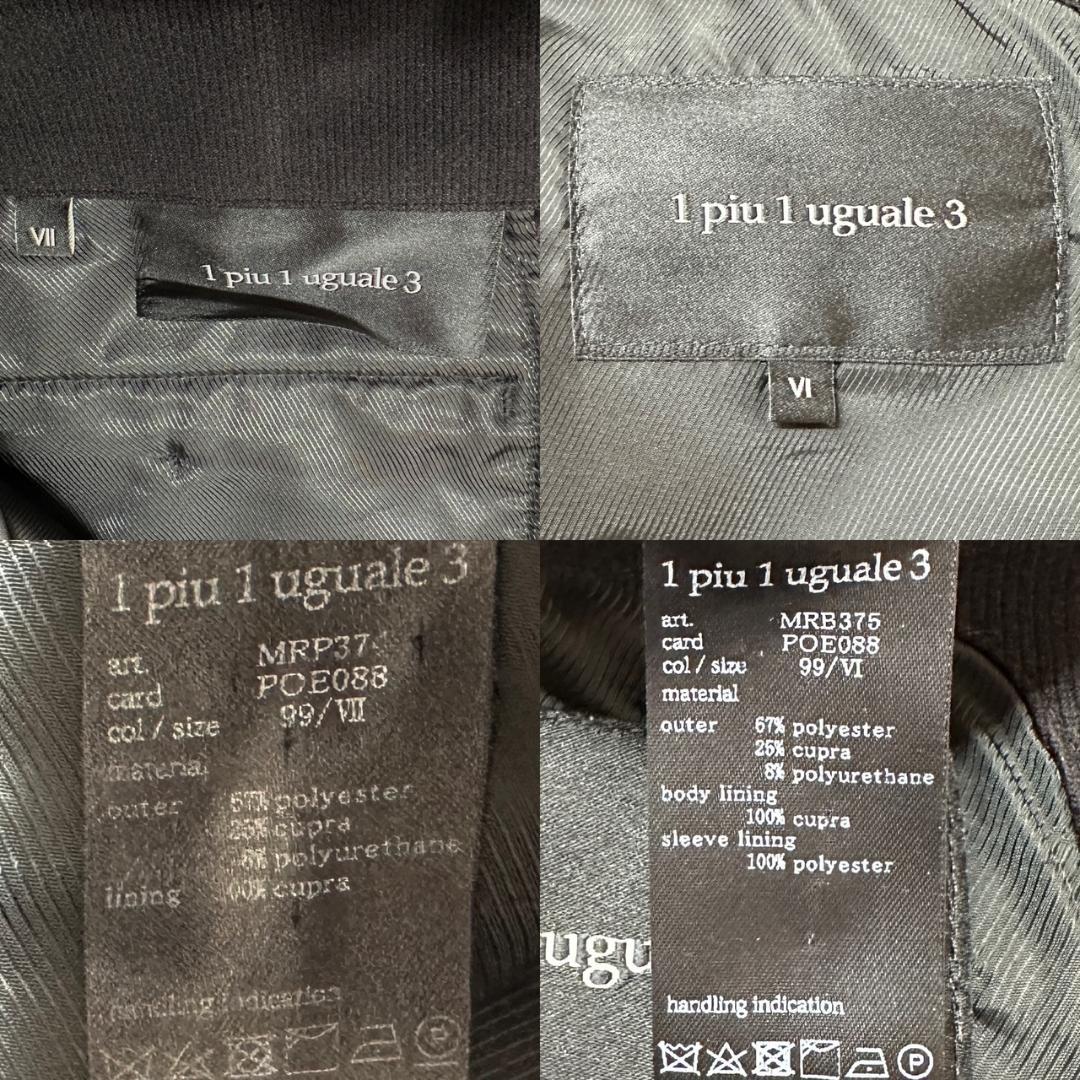 VII
1 piu 1 uguale 3
1 piu 1 uguale 3
VI
1 piu 1 uguale 3
art. MRP37
card POE088
col / size 99/VII
material
outer polyester
cupra
polyurethane
lining cupra
handling indication
ugu
1 piu 1 uguale 3
art. MRB375
card POE088
col / size 99/VI
material
outer 67% polyester
25% cupra
8% polyurethane
body lining
100% cupra
sleeve lining
100% polyester
handling indication
P